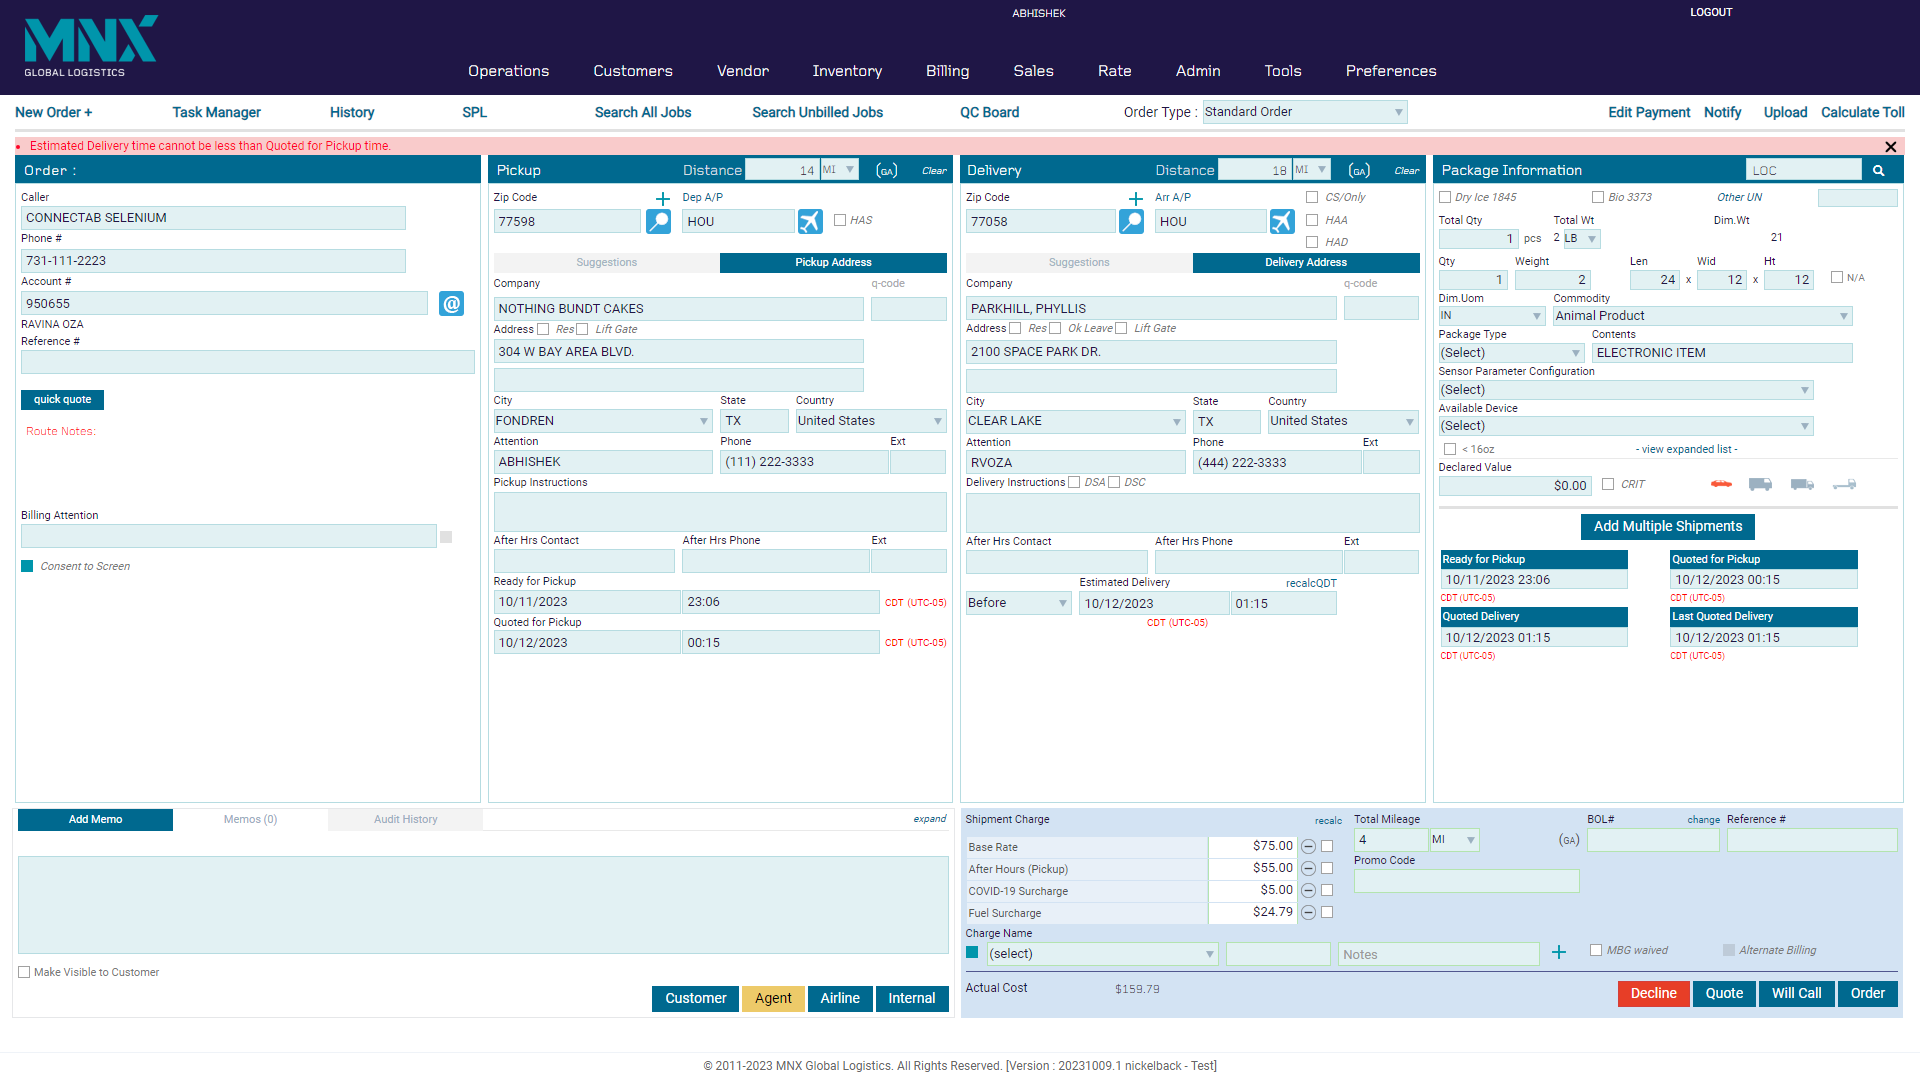 ABHISHEK
LOGOUT
MNX
GLOBAL LOGISTICS
Operations Customers Vendor Inventory Billing Sales Rate Admin Tools Preferences
New Order + Task Manager History SPL Search All Jobs Search Unbilled Jobs QC Board Order Type : Standard Order Edit Payment Notify Upload Calculate Toll
Estimated Delivery time cannot be less than Quoted for Pickup time.
Order :
Caller
CONNECTAB SELENIUM
Phone #
731-111-2223
Account #
950655 @
RAVINA OZA
Reference #
quick quote
Route Notes:
Billing Attention
Consent to Screen
Pickup Distance 14 MI (GA) Clear
Zip Code + Dep A/P
77598 HOU HAS
Suggestions Pickup Address
Company q-code
NOTHING BUNDT CAKES
Address Res Lift Gate
304 W BAY AREA BLVD.
City State Country
FONDREN TX United States
Attention Phone Ext
ABHISHEK (111) 222-3333
Pickup Instructions
After Hrs Contact After Hrs Phone Ext
Ready for Pickup
10/11/2023 23:06 CDT (UTC-05)
Quoted for Pickup
10/12/2023 00:15 CDT (UTC-05)
Delivery Distance 18 MI (GA) Clear
Zip Code + Arr A/P CS/Only
77058 HOU HAA
HAD
Suggestions Delivery Address
Company q-code
PARKHILL, PHYLLIS
Address Res Ok Leave Lift Gate
2100 SPACE PARK DR.
City State Country
CLEAR LAKE TX United States
Attention Phone Ext
RVOZA (444) 222-3333
Delivery Instructions DSA DSC
After Hrs Contact After Hrs Phone Ext
Estimated Delivery recalcQDT
Before 10/12/2023 01:15
CDT (UTC-05)
Package Information LOC
Dry Ice 1845 Bio 3373 Other UN
Total Qty Total Wt Dim.Wt
1 pcs 2 LB 21
Qty Weight Len Wid Ht
1 2 24 x 12 x 12 N/A
Dim.Uom Commodity
IN Animal Product
Package Type Contents
(Select) ELECTRONIC ITEM
Sensor Parameter Configuration
(Select)
Available Device
(Select)
< 16oz - view expanded list -
Declared Value
$0.00 CRIT
Add Multiple Shipments
Ready for Pickup Quoted for Pickup
10/11/2023 23:06 10/12/2023 00:15
CDT (UTC-05) CDT (UTC-05)
Quoted Delivery Last Quoted Delivery
10/12/2023 01:15 10/12/2023 01:15
CDT (UTC-05) CDT (UTC-05)
Add Memo Memos (0) Audit History expand
Make Visible to Customer
Customer Agent Airline Internal
Shipment Charge recalc Total Mileage BOL# change Reference #
4 MI (GA)
Base Rate $75.00
Promo Code
After Hours (Pickup) $55.00
COVID-19 Surcharge $5.00
Fuel Surcharge $24.79
Charge Name
(select) Notes + MBG waived Alternate Billing
Actual Cost $159.79
Decline Quote Will Call Order
© 2011-2023 MNX Global Logistics. All Rights Reserved. [Version : 20231009.1 nickelback - Test]